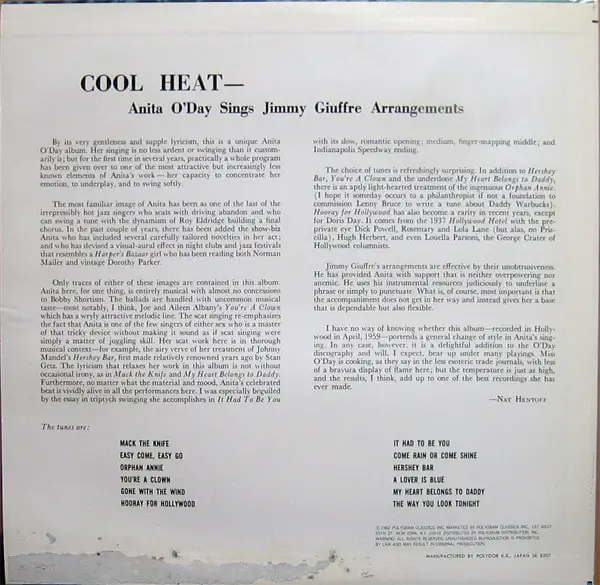 COOL HEAT—
Anita O'Day Sings Jimmy Giuffre Arrangements
By its very gentleness and supple lyricism, this is a unique Anita
O'Day album. Her singing is no less ardent or swinging than it custom-
arily is; but for the first time in several years, practically a whole program
has been given over to one of the most attractive but increasingly less
known elements of Anita's work — her capacity to concentrate her
emotion, to underplay, and to swing softly.
The most familiar image of Anita has been as one of the last of the
irrepressibly hot jazz singers who scats with driving abandon and who
can swing a tune with the dynamism of Roy Eldridge building a final
chorus. In the past couple of years, there has been added the show-biz
Anita who has included several carefully tailored novelties in her act;
and who has devised a visual-aural effect in night clubs and jazz festivals
that resembles a Harper's Bazaar girl who has been reading both Norman
Mailer and vintage Dorothy Parker.
Only traces of either of these images are contained in this album.
Anita here, for one thing, is entirely musical with almost no concessions
to Bobby Shortism. The ballads are handled with uncommon musical
taste—most notably, I think, Joe and Aileen Albany's You're A Clown
which has a wryly attractive melodic line. The scat singing re-emphasizes
the fact that Anita is one of the few singers of either sex who is a master
of that tricky device without making it sound as if scat singing were
simply a matter of juggling skill. Her scat work here is in thorough
musical context—for example, the airy verve of her treatment of Johnny
Mandel's Hershey Bar, first made relatively renowned years ago by Stan
Getz. The lyricism that relaxes her work in this album is not without
occasional irony, as in Mack the Knife and My Heart Belongs to Daddy.
Furthermore, no matter what the material and mood, Anita's celebrated
beat is vividly alive in all the performances here. I was especially beguiled
by the essay in triptych swinging she accomplishes in It Had To Be You
with its slow, romantic opening; medium, finger-snapping middle; and
Indianapolis Speedway ending.
The choice of tunes is refreshingly surprising. In addition to Hershey
Bar, You're A Clown and the underdone My Heart Belongs to Daddy,
there is an aptly light-hearted treatment of the ingenuous Orphan Annie.
(I hope it someday occurs to a philanthropist if not a foundation to
commission Lenny Bruce to write a tune about Daddy Warbucks).
Hooray for Hollywood has also become a rarity in recent years, except
for Doris Day. It comes from the 1937 Hollywood Hotel with the pre-
private eye Dick Powell, Rosemary and Lola Lane (but alas, no Pris-
cilla), Hugh Herbert, and even Louella Parsons, the George Crater of
Hollywood columnists.
Jimmy Giuffre's arrangements are effective by their unobtrusiveness.
He has provided Anita with support that is neither overpowering nor
anemic. He uses his instrumental resources judiciously to underline a
phrase or simply to punctuate. What is, of course, most important is that
the accompaniment does not get in her way and instead gives her a base
that is dependable but also flexible.
I have no way of knowing whether this album—recorded in Holly-
wood in April, 1959—portends a general change of style in Anita's sing-
ing. In any case, however, it is a delightful addition to the O'Day
discography and will, I expect, bear up under many playings. Miss
O'Day is cooking, as they say in the less esoteric trade journals, with less
of a bravura display of flame here; but the temperature is just as high,
and the results, I think, add up to one of the best recordings she has
ever made.
—NAT HENTOFF
The tunes are:
MACK THE KNIFE
EASY COME, EASY GO
ORPHAN ANNIE
YOU'RE A CLOWN
GONE WITH THE WIND
HOORAY FOR HOLLYWOOD
IT HAD TO BE YOU
COME RAIN OR COME SHINE
HERSHEY BAR
A LOVER IS BLUE
MY HEART BELONGS TO DADDY
THE WAY YOU LOOK TONIGHT
POLYGRAM CLASSICS INC. MARKETED BY POLYGRAM CLASSICS INC.
NEW YORK, N.Y. DISTRIBUTED BY POLYGRAM DISTRIBUTION, INC.
WARNING: ALL RIGHTS RESERVED. UNAUTHORIZED REPRODUCTION IS PROHIBITED
BY LAW AND MAY RESULT IN CRIMINAL PROSECUTION.
MANUFACTURED BY POLYDOR K.K., JAPAN